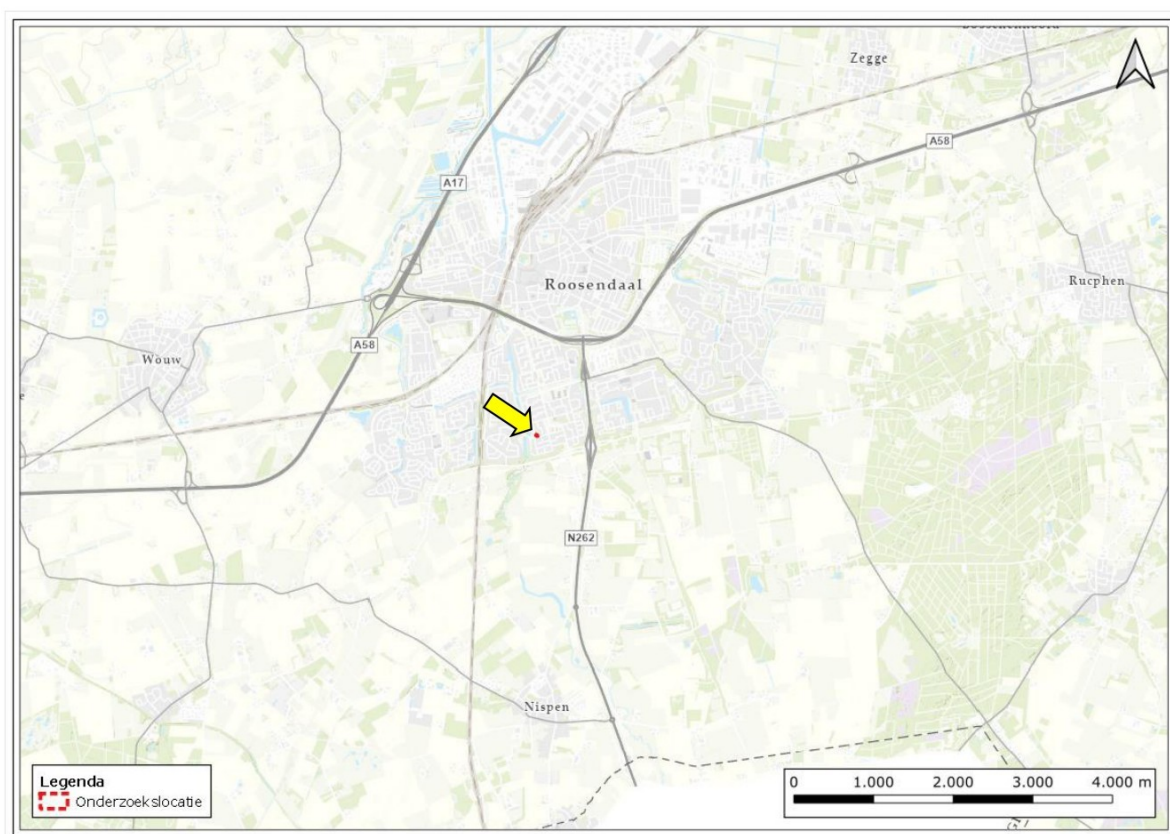 Zegge
A58
A17
Roosendaal
Rucphen
Wouw
A58
N262
Nispen
Legenda
Onderzoekslocatie
0 1.000 2.000 3.000 4.000 m